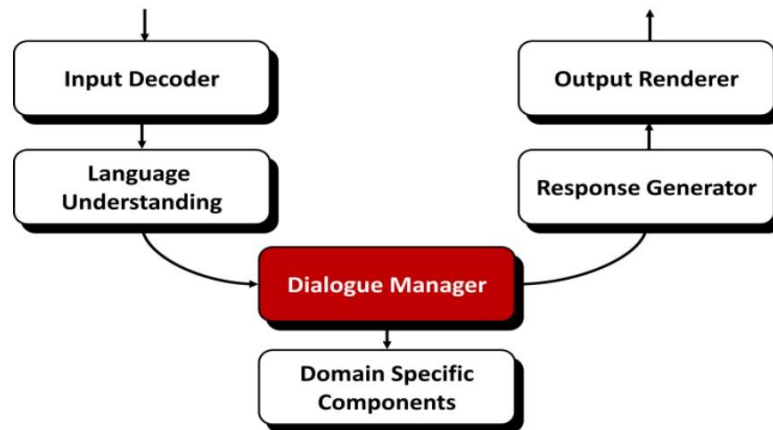 Input Decoder
Output Renderer
Language
Understanding
Response Generator
Dialogue Manager
Domain Specific
Components